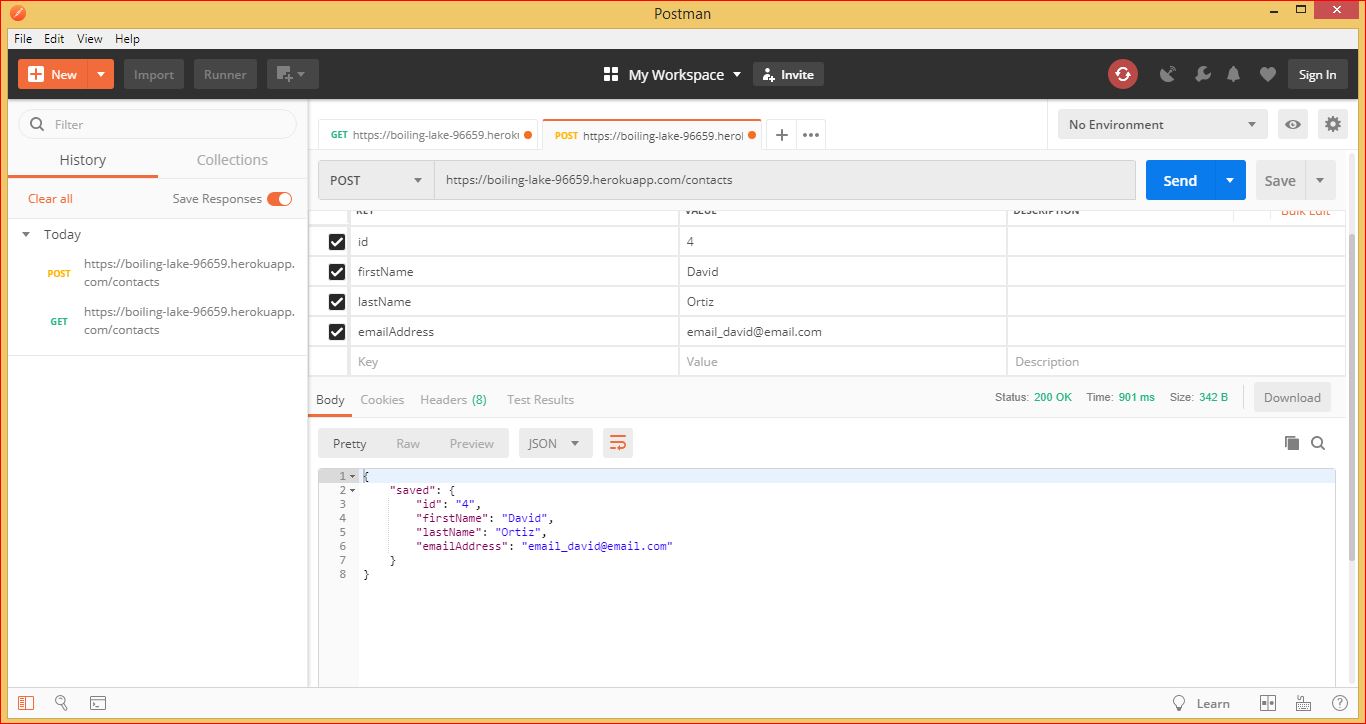 Postman
File Edit View Help
New Import Runner My Workspace Invite Sign In
Filter
History Collections
Clear all Save Responses
Today
POST https://boiling-lake-96659.herokuapp.
com/contacts
GET https://boiling-lake-96659.herokuapp.
com/contacts
GET https://boiling-lake-96659.heroku POST https://boiling-lake-96659.herol + ••• No Environment
POST https://boiling-lake-96659.herokuapp.com/contacts Send Save
KEY VALUE DESCRIPTION Bulk Edit
id 4
firstName David
lastName Ortiz
emailAddress email_david@email.com
Key Value Description
Body Cookies Headers (8) Test Results Status: 200 OK Time: 901 ms Size: 342 B Download
Pretty Raw Preview JSON
1 {
2 "saved": {
3 "id": "4",
4 "firstName": "David",
5 "lastName": "Ortiz",
6 "emailAddress": "email_david@email.com"
7 }
8 }
Learn